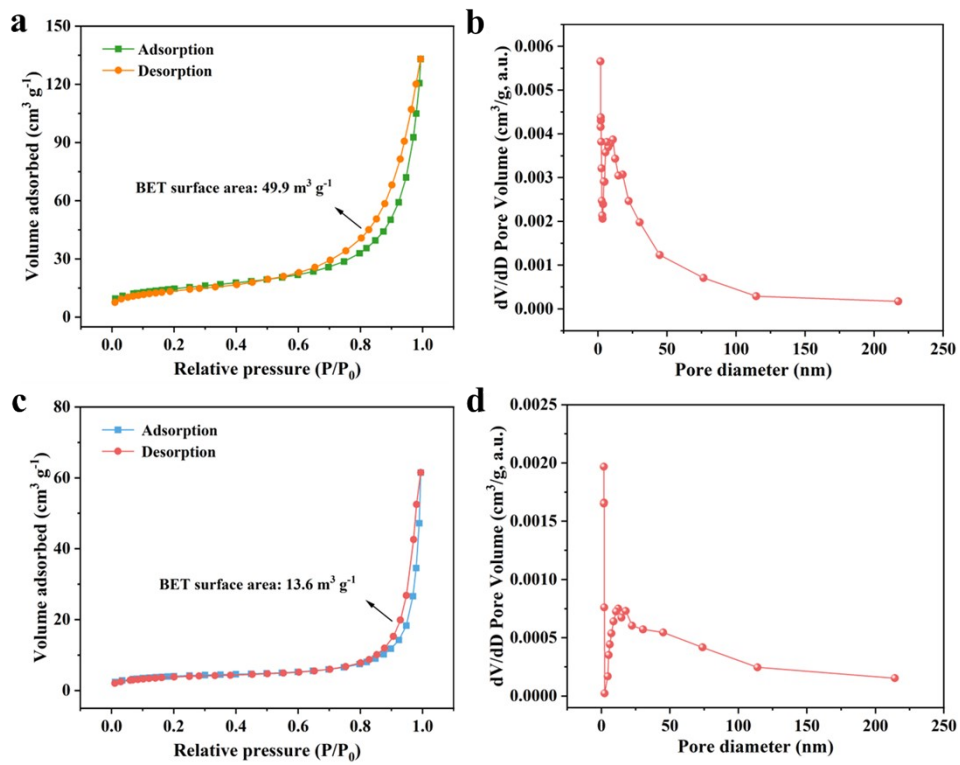 a
150
120
90
60
30
0
Adsorption
Desorption
BET surface area: 49.9 m³ g⁻¹
Volume adsorbed (cm³ g⁻¹)
0.0 0.2 0.4 0.6 0.8 1.0
Relative pressure (P/P₀)
b
0.006
0.005
0.004
0.003
0.002
0.001
0.000
dV/dD Pore Volume (cm³/g, a.u.)
0 50 100 150 200 250
Pore diameter (nm)
c
80
60
40
20
0
Adsorption
Desorption
BET surface area: 13.6 m³ g⁻¹
Volume adsorbed (cm³ g⁻¹)
0.0 0.2 0.4 0.6 0.8 1.0
Relative pressure (P/P₀)
d
0.0025
0.0020
0.0015
0.0010
0.0005
0.0000
dV/dD Pore Volume (cm³/g, a.u.)
0 50 100 150 200 250
Pore diameter (nm)